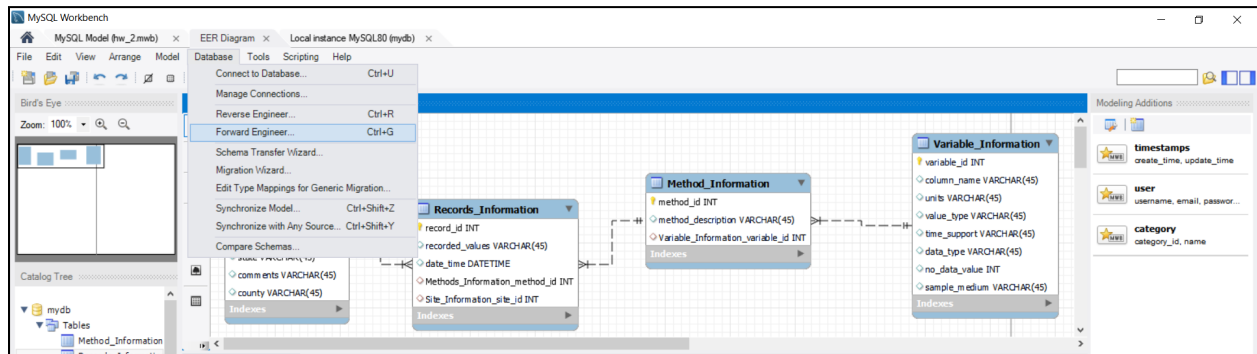 MySQL Workbench
MySQL Model (hw_2.mwb) × EER Diagram × Local instance MySQL80 (mydb) ×
File Edit View Arrange Model Database Tools Scripting Help
Connect to Database... Ctrl+U
Manage Connections...
Reverse Engineer... Ctrl+R
Forward Engineer... Ctrl+G
Schema Transfer Wizard...
Migration Wizard...
Edit Type Mappings for Generic Migration...
Synchronize Model... Ctrl+Shift+Z
Synchronize with Any Source... Ctrl+Shift+Y
Compare Schemas...
Bird's Eye
Zoom: 100%
Catalog Tree
mydb
Tables
Method_Information
comments VARCHAR(45)
county VARCHAR(45)
Indexes
Records_Information
record_id INT
recorded_values VARCHAR(45)
date_time DATETIME
Methods_Information_method_id INT
Site_Information_site_id INT
Indexes
Method_Information
method_id INT
method_description VARCHAR(45)
Variable_Information_variable_id INT
Indexes
Variable_Information
variable_id INT
column_name VARCHAR(45)
units VARCHAR(45)
value_type VARCHAR(45)
time_support VARCHAR(45)
data_type VARCHAR(45)
no_data_value INT
sample_medium VARCHAR(45)
Indexes
Modeling Additions
timestamps
create_time, update_time
user
username, email, passwor...
category
category_id, name